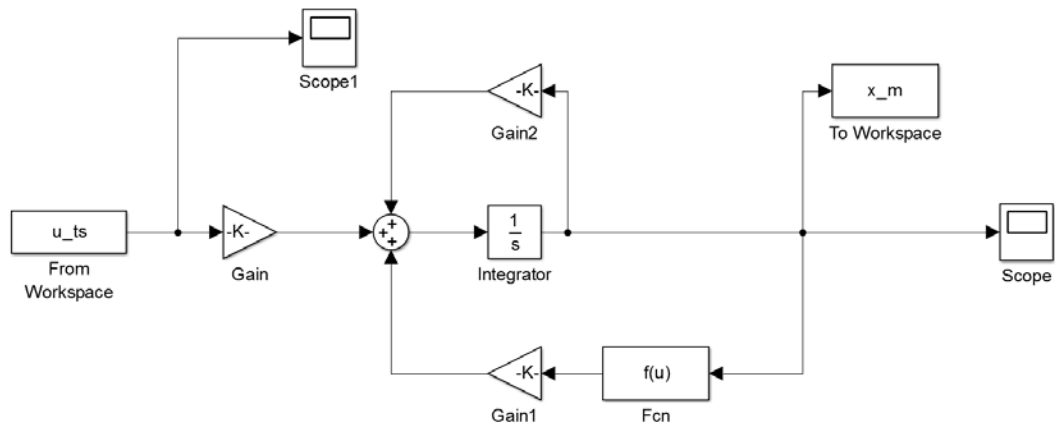 Scope1
-K-
Gain2
x_m
To Workspace
u_ts
From
Workspace
-K-
Gain
+
+
+
1
s
Integrator
Scope
-K-
Gain1
f(u)
Fcn